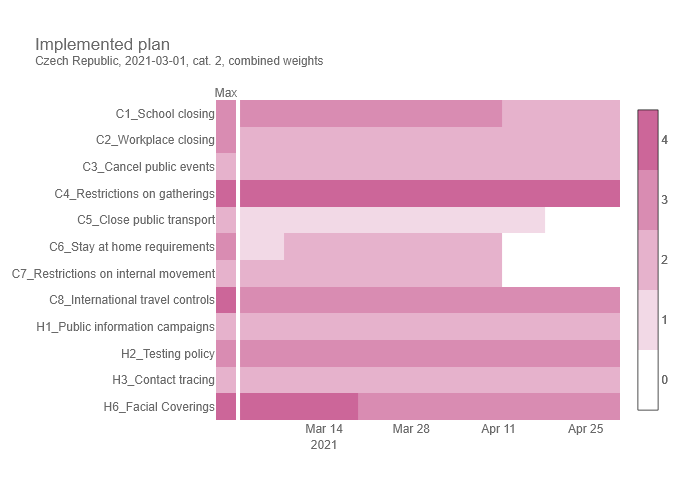 Implemented plan
Czech Republic, 2021-03-01, cat. 2, combined weights
Max
C1_School closing
C2_Workplace closing
C3_Cancel public events
C4_Restrictions on gatherings
C5_Close public transport
C6_Stay at home requirements
C7_Restrictions on internal movement
C8_International travel controls
H1_Public information campaigns
H2_Testing policy
H3_Contact tracing
H6_Facial Coverings
Mar 14 Mar 28 Apr 11 Apr 25
2021
4
3
2
1
0